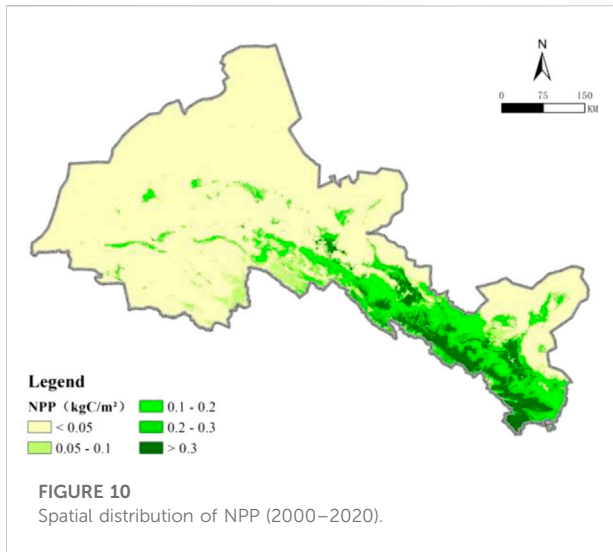 N
0 75 150
KM
Legend
NPP（kgC/m²）
< 0.05
0.05 - 0.1
0.1 - 0.2
0.2 - 0.3
> 0.3
FIGURE 10
Spatial distribution of NPP (2000–2020).